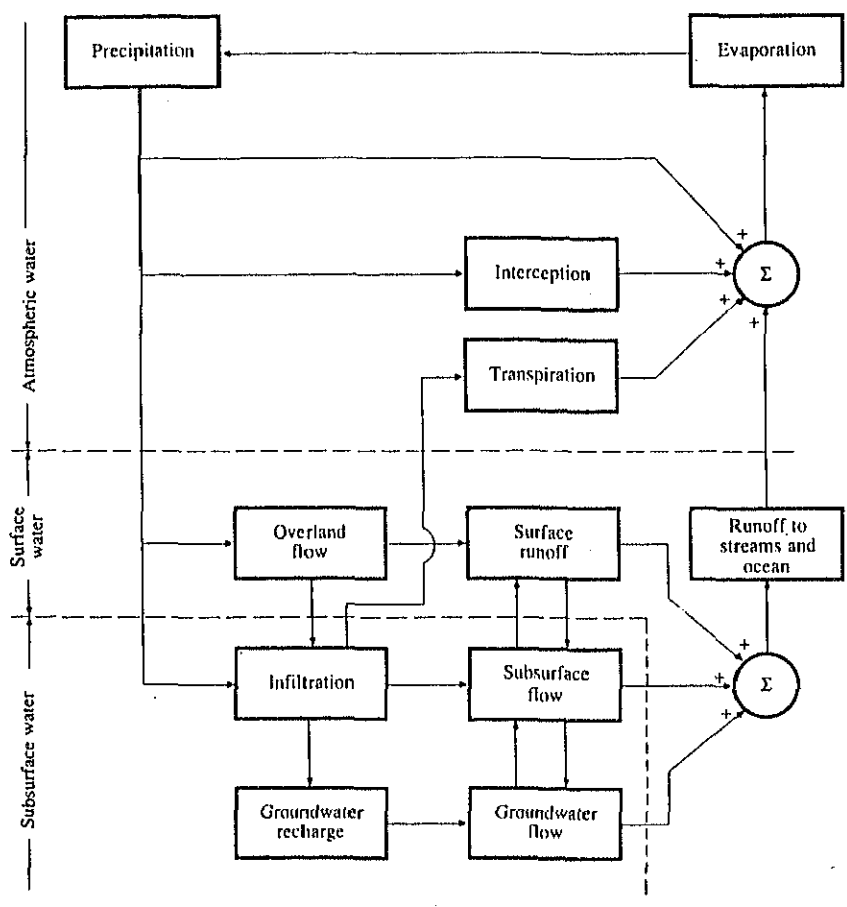 Precipitation
Evaporation
+
+
Interception
Σ
+
+
Transpiration
Atmospheric water
Surface
water
Overland
flow
Surface
runoff
Runoff to
streams and
ocean
+
Infiltration
Subsurface
flow
+
Σ
+
Subsurface water
Groundwater
recharge
Groundwater
flow